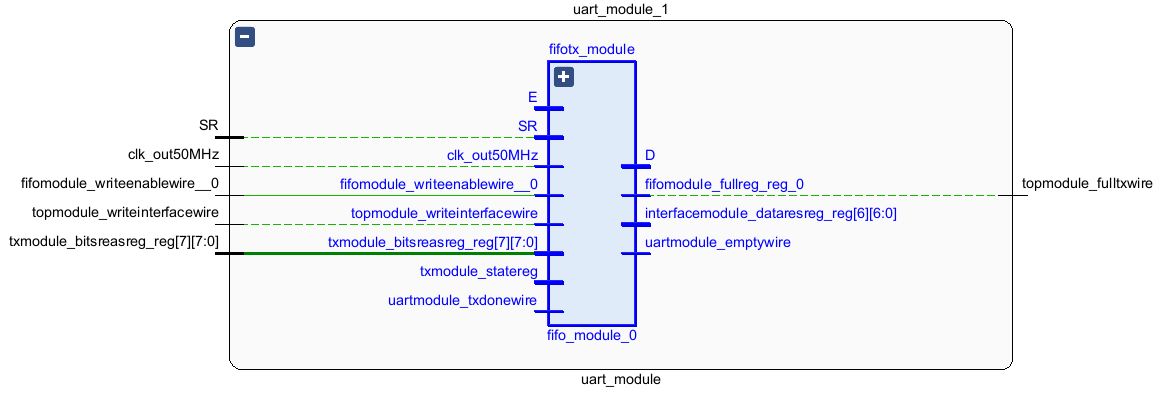 uart_module_1
fifotx_module
E
SR
SR
clk_out50MHz
clk_out50MHz
D
fifomodule_writeenablewire__0
fifomodule_writeenablewire__0
fifomodule_fullreg_reg_0
topmodule_fulltxwire
topmodule_writeinterfacewire
topmodule_writeinterfacewire
interfacemodule_dataresreg_reg[6][6:0]
txmodule_bitsreasreg_reg[7][7:0]
txmodule_bitsreasreg_reg[7][7:0]
uartmodule_emptywire
txmodule_statereg
uartmodule_txdonewire
fifo_module_0
uart_module